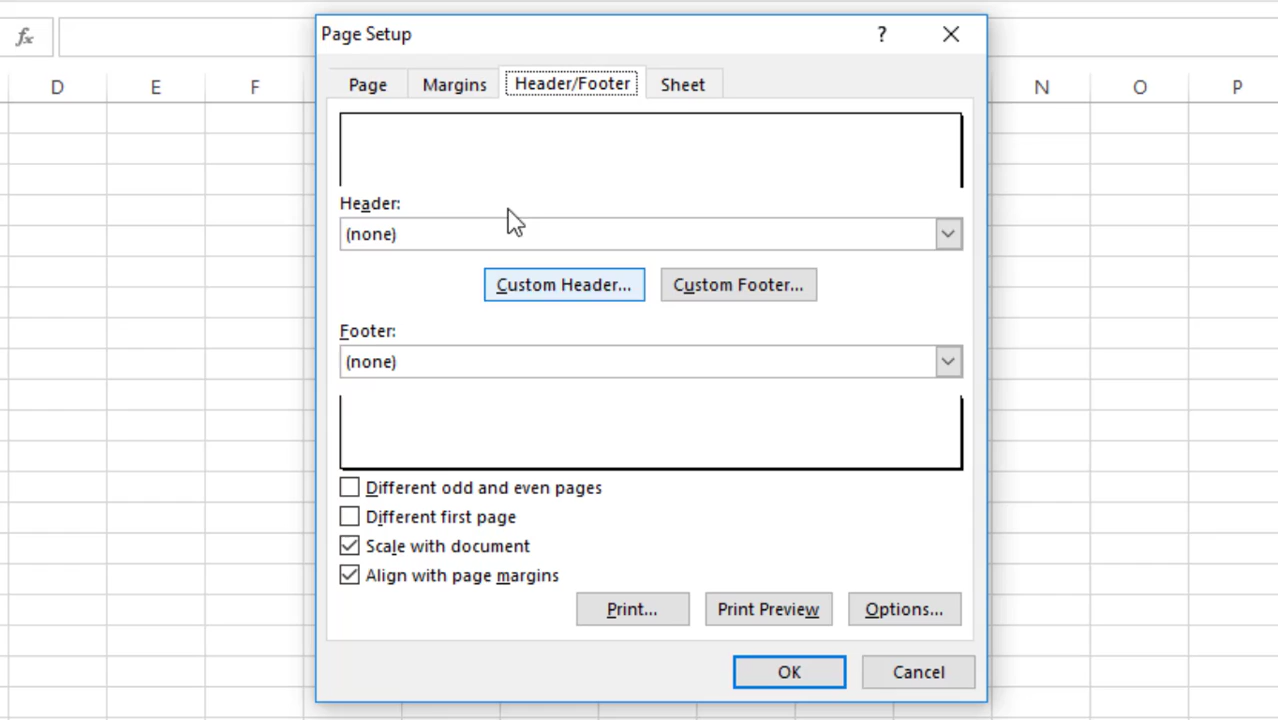 Page Setup
?
fx
Page
Margins
Header/Footer
Sheet
D
E
F
N
O
P
Header:
(none)
Custom Header...
Custom Footer...
Footer:
(none)
Different odd and even pages
Different first page
Scale with document
Align with page margins
Print...
Print Preview
Options...
OK
Cancel